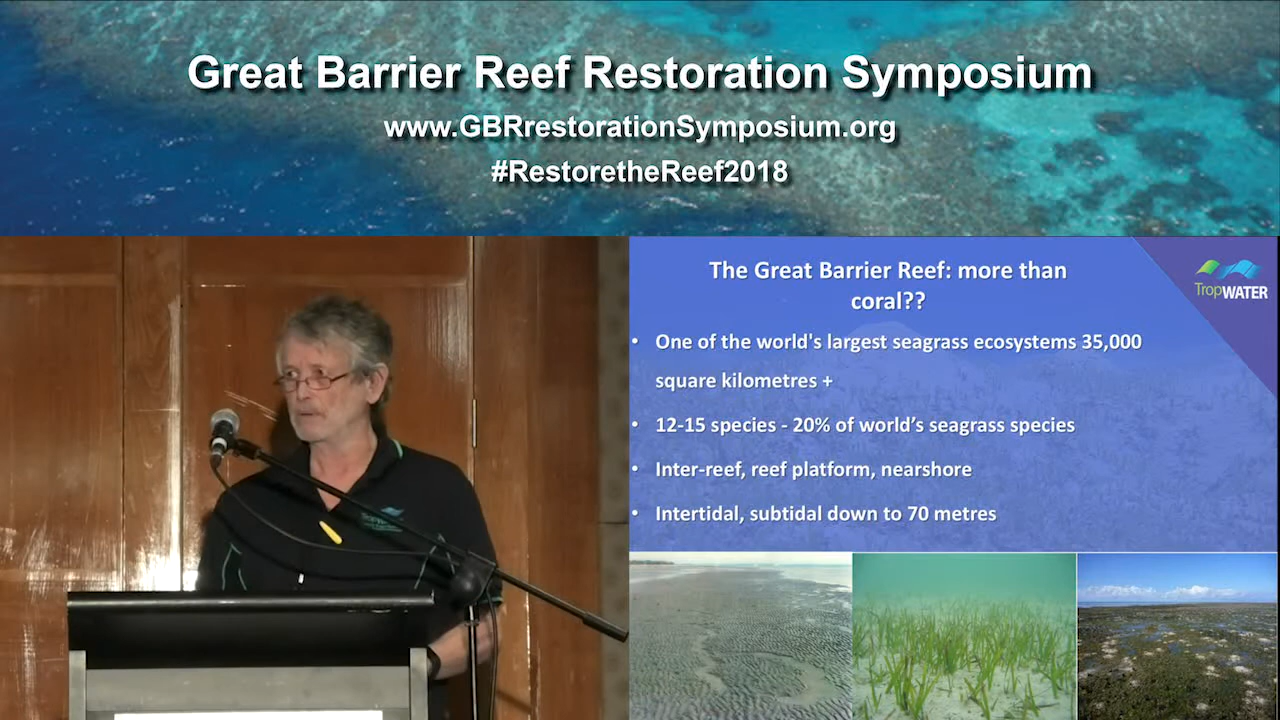 Great Barrier Reef Restoration Symposium
www.GBRrestorationSymposium.org
#RestoretheReef2018
The Great Barrier Reef: more than
coral??
TropWATER
• One of the world's largest seagrass ecosystems 35,000
square kilometres +
• 12-15 species - 20% of world’s seagrass species
• Inter-reef, reef platform, nearshore
• Intertidal, subtidal down to 70 metres